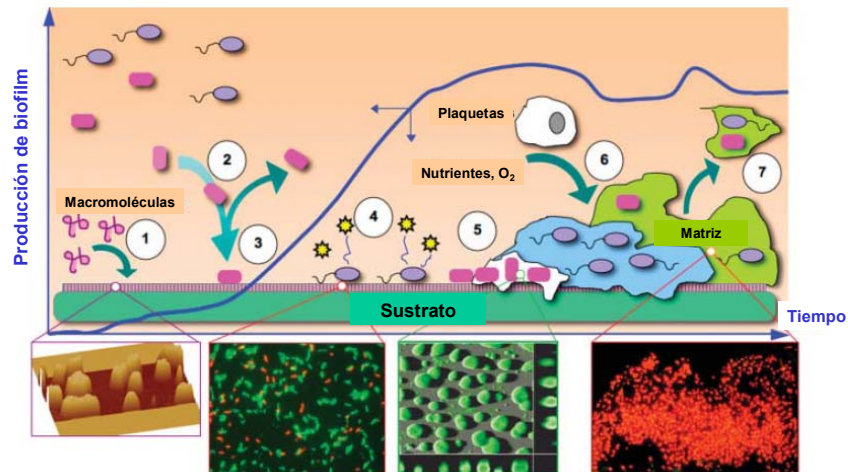 Producción de biofilm
Plaquetas
Nutrientes, O₂
Macromoléculas
1
2
3
4
5
6
7
Matriz
Sustrato
Tiempo